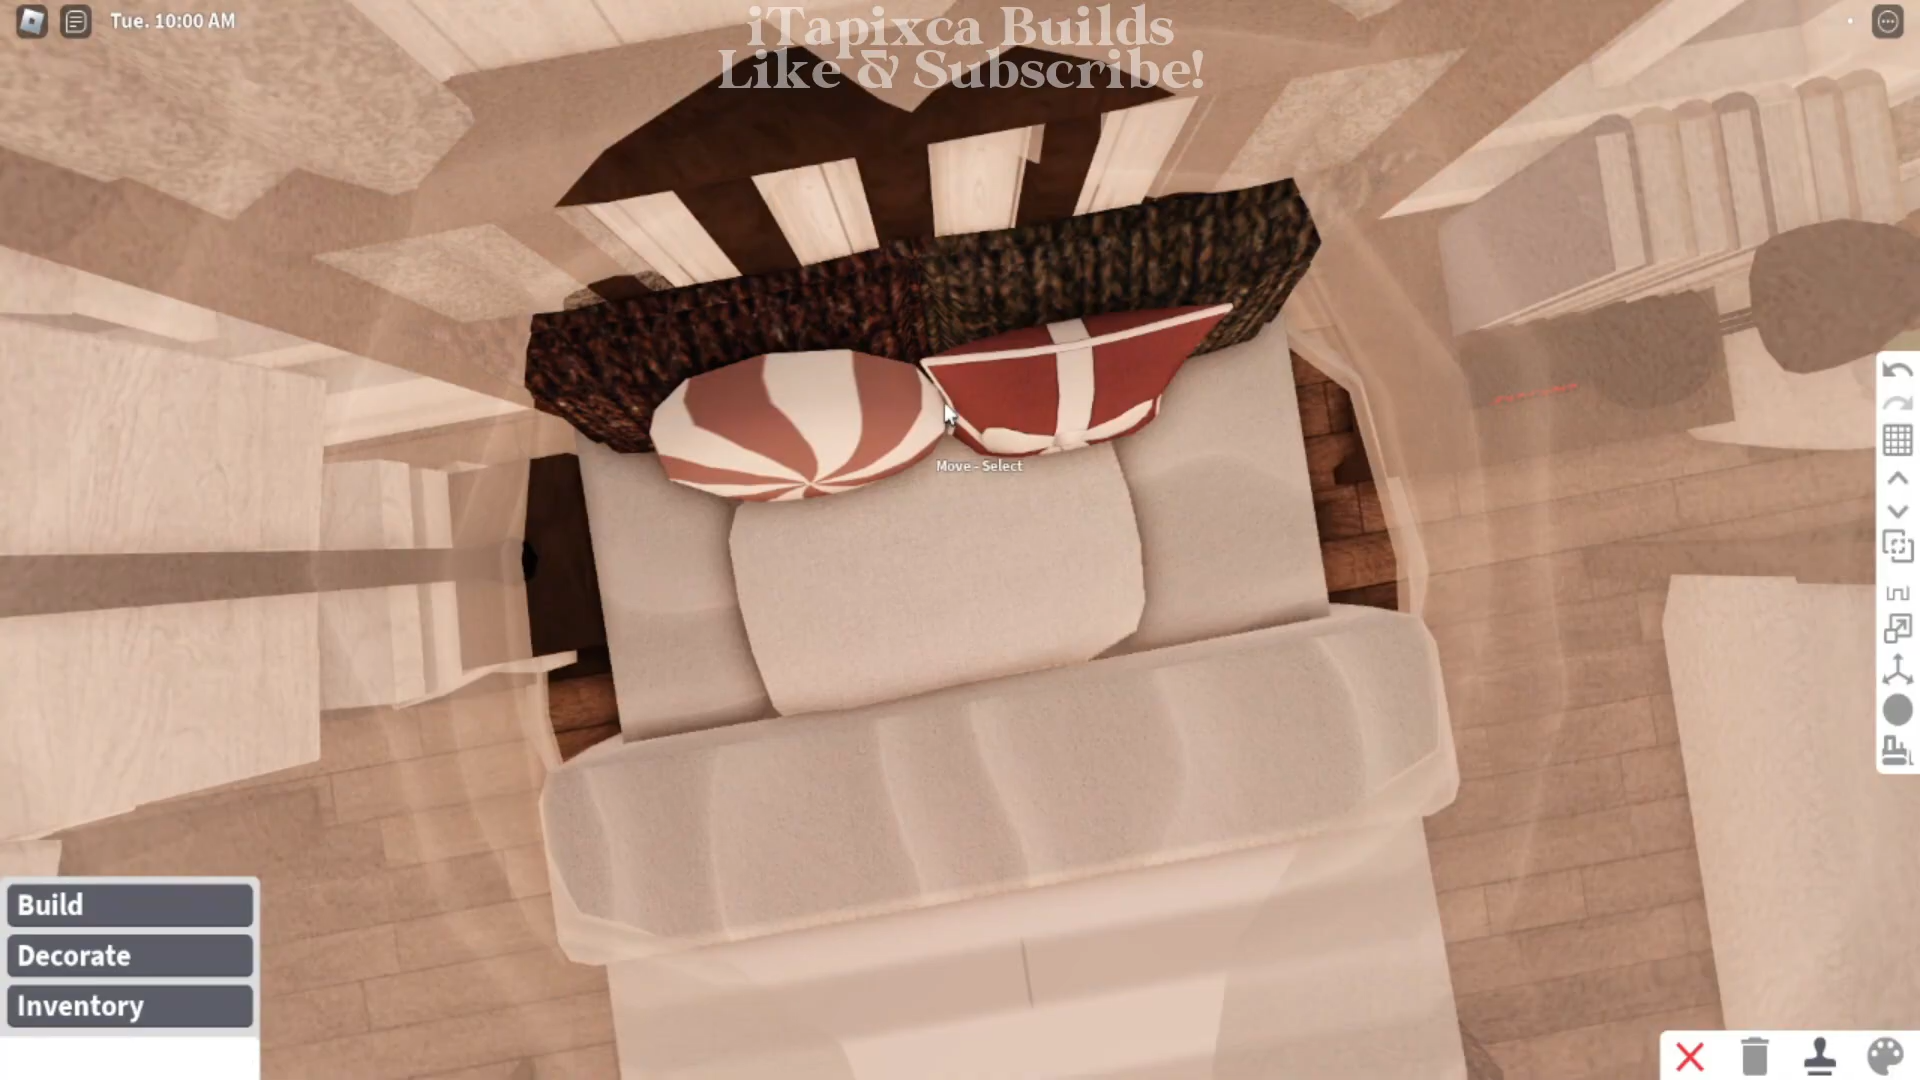 Tue. 10:00 AM
iTapixca Builds
Like & Subscribe!
Move - Select
Build
Decorate
Inventory